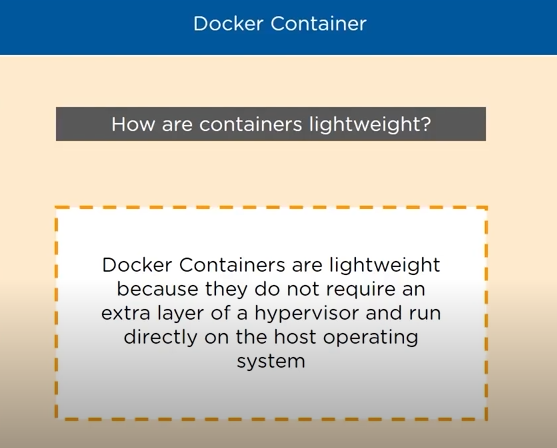 Docker Container
How are containers lightweight?
Docker Containers are lightweight
because they do not require an
extra layer of a hypervisor and run
directly on the host operating
system